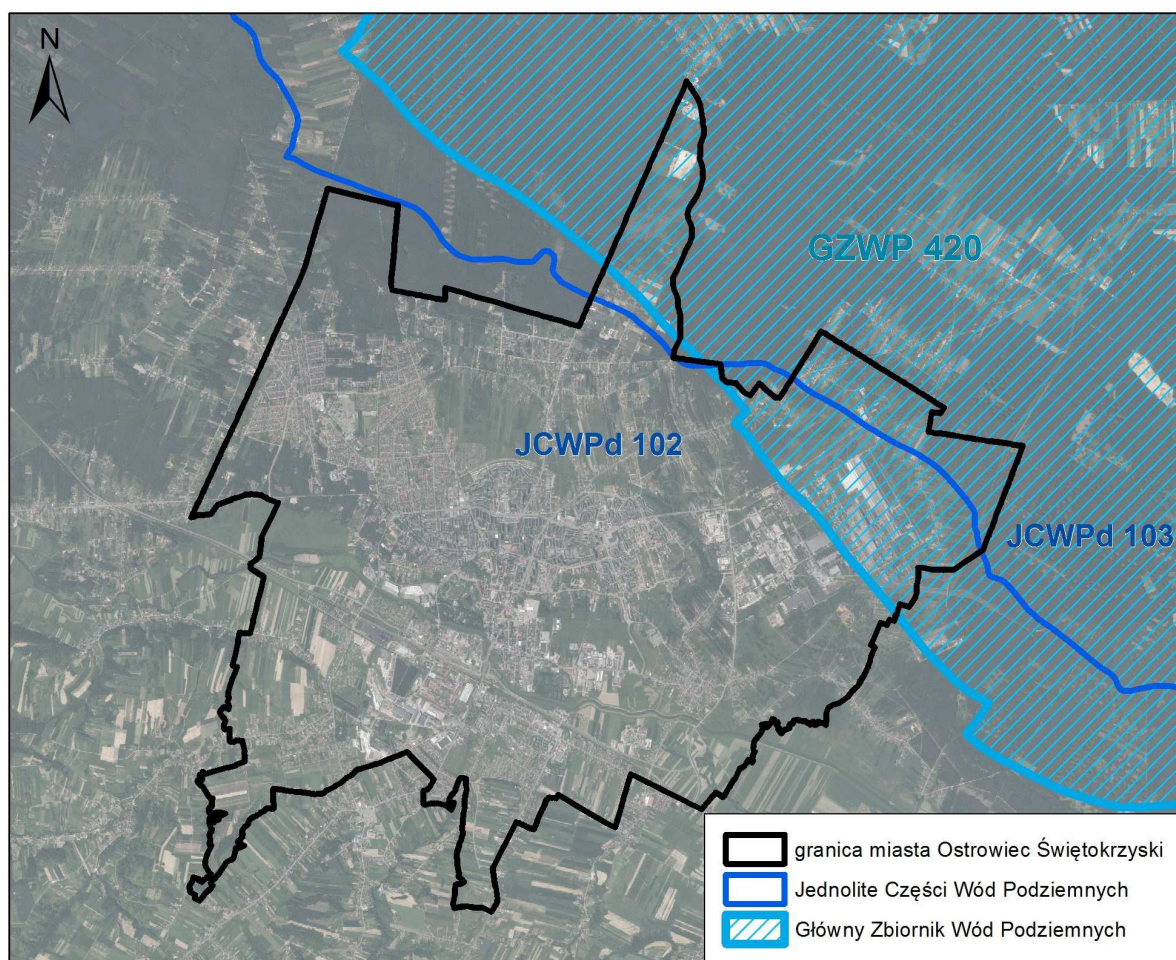 N
GZWP 420
JCWPd 102
JCWPd 103
granica miasta Ostrowiec Świętokrzyski
Jednolite Części Wód Podziemnych
Główny Zbiornik Wód Podziemnych